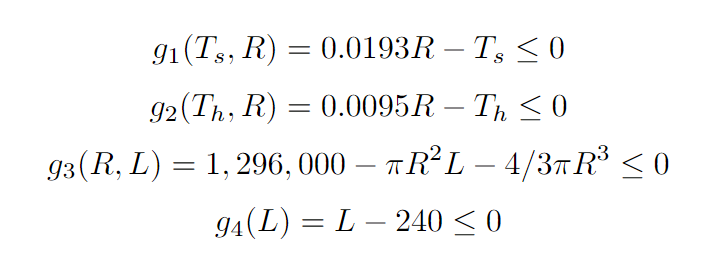 g₁(Tₛ, R) = 0.0193R − Tₛ ≤ 0
g₂(Tₕ, R) = 0.0095R − Tₕ ≤ 0
g₃(R, L) = 1, 296, 000 − πR²L − 4/3πR³ ≤ 0
g₄(L) = L − 240 ≤ 0